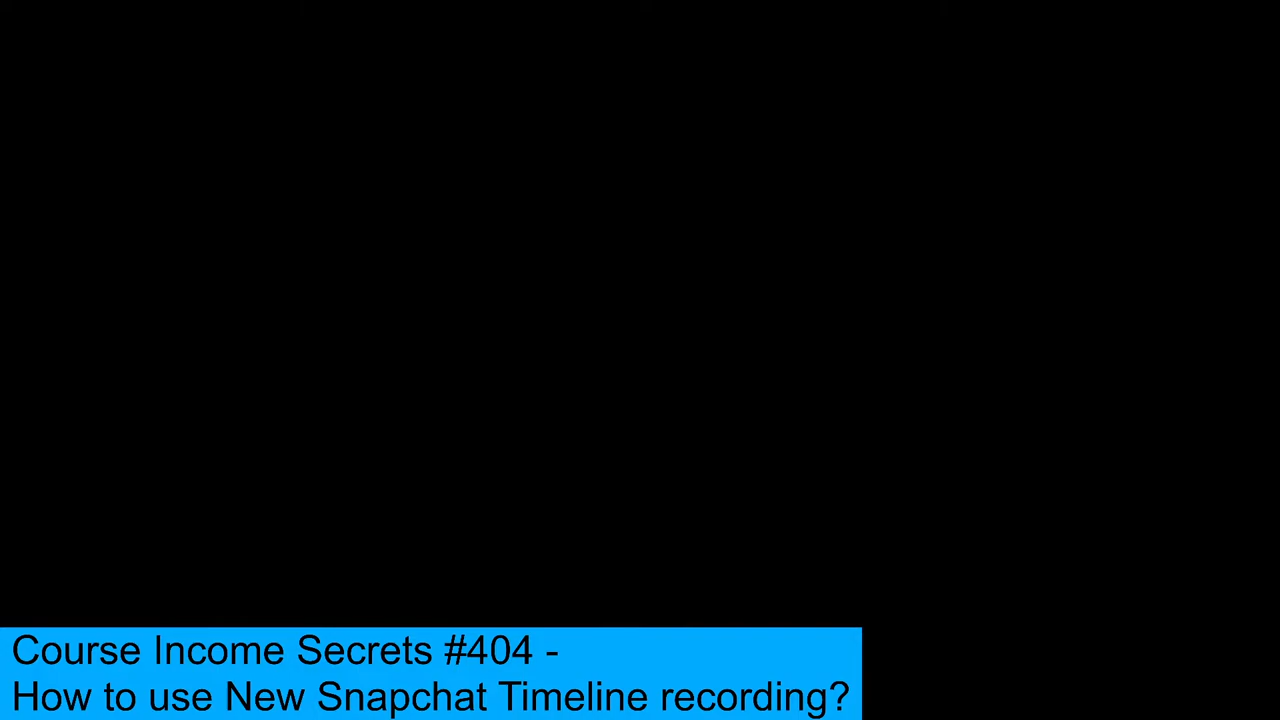 Course Income Secrets #404 -
How to use New Snapchat Timeline recording?